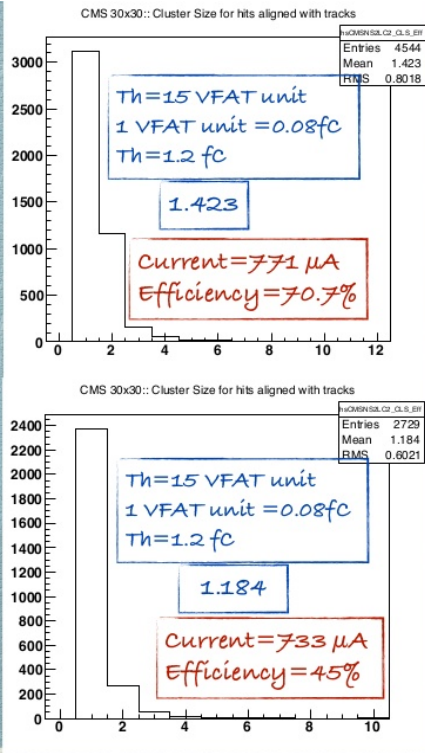 CMS 30x30:: Cluster Size for hits aligned with tracks
hsCMSNS2LC2_CLS_Eff
Entries 4544
Mean 1.423
RMS 0.8018
3000
2500
2000
1500
1000
500
0
0 2 4 6 8 10 12
Th=15 VFAT unit
1 VFAT unit =0.08fC
Th=1.2 fC
1.423
Current=771 µA
Efficiency=70.7%
CMS 30x30:: Cluster Size for hits aligned with tracks
hsCMSNS2LC2_CLS_Eff
Entries 2729
Mean 1.184
RMS 0.6021
2400
2200
2000
1800
1600
1400
1200
1000
800
600
400
200
0
0 2 4 6 8 10
Th=15 VFAT unit
1 VFAT unit =0.08fC
Th=1.2 fC
1.184
Current=733 µA
Efficiency=45%